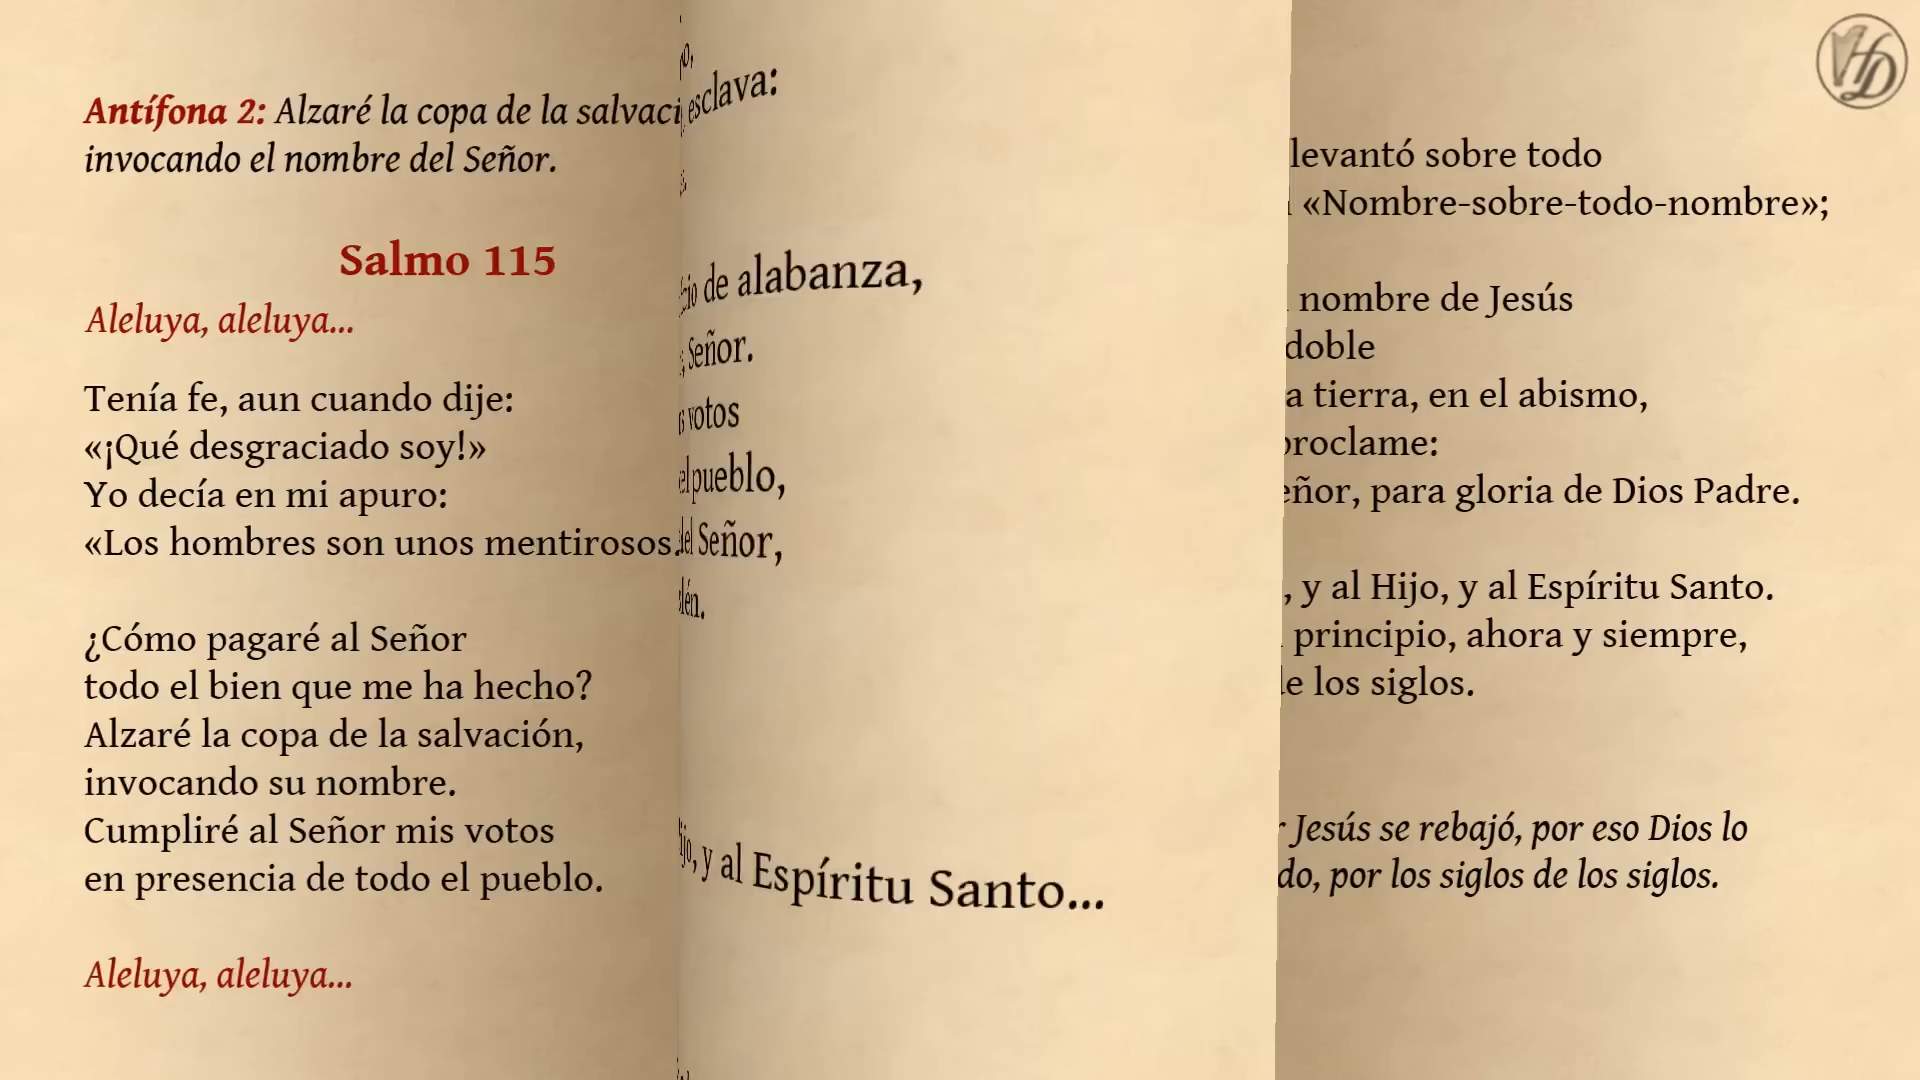 Antífona 2: Alzaré la copa de la
invocando el nombre del Señor.
Salmo 115
Aleluya, aleluya...
Tenía fe, aun cuando dije:
«¡Qué desgraciado soy!»
Yo decía en mi apuro:
«Los hombres son unos mentirosos.
¿Cómo pagaré al Señor
todo el bien que me ha hecho?
Alzaré la copa de la salvación,
invocando su nombre.
Cumpliré al Señor mis votos
en presencia de todo el pueblo.
Aleluya, aleluya...
esclava:
de alabanza,
Señor.
votos
pueblo,
Señor,
y al Espíritu Santo...
levantó sobre todo
«Nombre-sobre-todo-nombre»;
nombre de Jesús
doble
a tierra, en el abismo,
proclame:
eñor, para gloria de Dios Padre.
, y al Hijo, y al Espíritu Santo.
principio, ahora y siempre,
de los siglos.
Jesús se rebajó, por eso Dios lo
do, por los siglos de los siglos.
HD